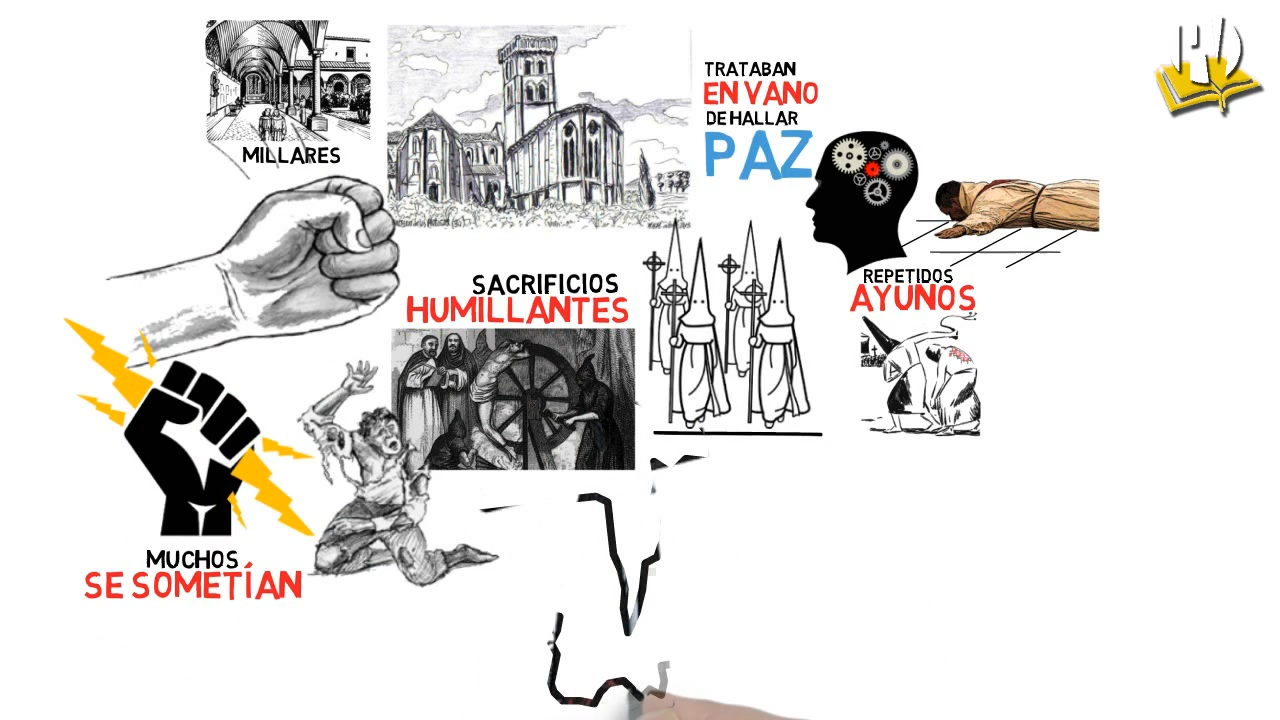 MILLARES
TRATABAN
EN VANO
DE HALLAR
PAZ
SACRIFICIOS
HUMILLANTES
REPETIDOS
AYUNOS
MUCHOS
SE SOMETÍAN